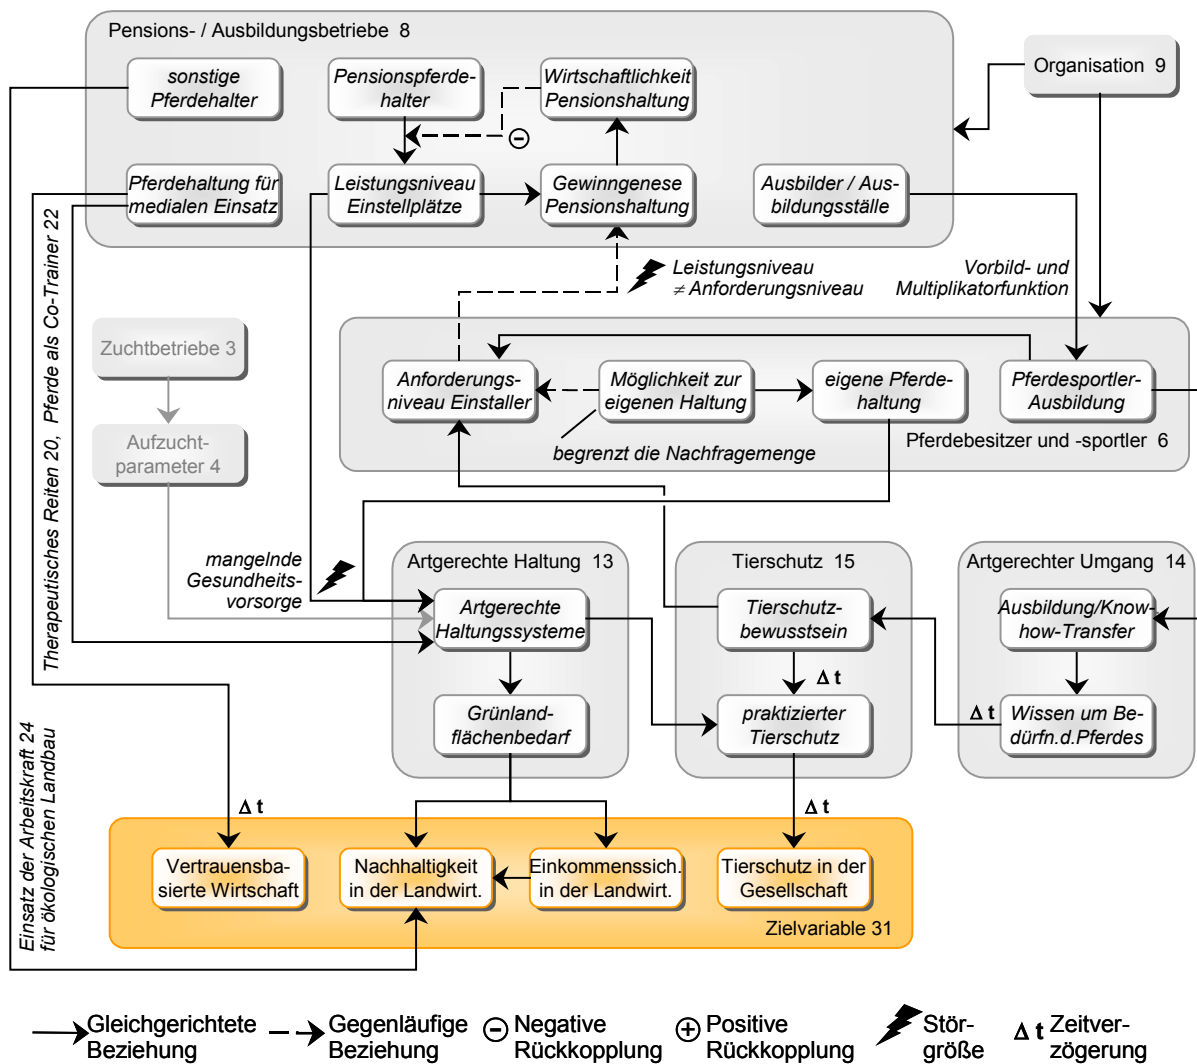 Pensions- / Ausbildungsbetriebe 8
sonstige
Pferdehalter
Pensionspferde-
halter
Wirtschaftlichkeit
Pensionshaltung
Organisation 9
Pferdehaltung für
medialen Einsatz
Leistungsniveau
Einstellplätze
Gewinngenese
Pensionshaltung
Ausbilder / Aus-
bildungsställe
Leistungsniveau
≠ Anforderungsniveau
Vorbild- und
Multiplikatorfunktion
Therapeutisches Reiten 20, Pferde als Co-Trainer 22
Zuchtbetriebe 3
Aufzucht-
parameter 4
Anforderungs-
niveau Einstaller
Möglichkeit zur
eigenen Haltung
eigene Pferde-
haltung
Pferdesportler-
Ausbildung
begrenzt die Nachfragemenge
Pferdebesitzer und -sportler 6
mangelnde
Gesundheits-
vorsorge
Artgerechte Haltung 13
Artgerechte
Haltungssysteme
Grünland-
flächenbedarf
Tierschutz 15
Tierschutz-
bewusstsein
Δ t
praktizierter
Tierschutz
Artgerechter Umgang 14
Ausbildung/Know-
how-Transfer
Δ t
Wissen um Be-
dürfn.d.Pferdes
Einsatz der Arbeitskraft 24
für ökologischen Landbau
Δ t
Δ t
Vertrauensba-
sierte Wirtschaft
Nachhaltigkeit
in der Landwirt.
Einkommenssich.
in der Landwirt.
Tierschutz in der
Gesellschaft
Zielvariable 31
Gleichgerichtete
Beziehung
Gegenläufige
Beziehung
Negative
Rückkopplung
Positive
Rückkopplung
Stör-
größe
Δ t Zeitver-
zögerung